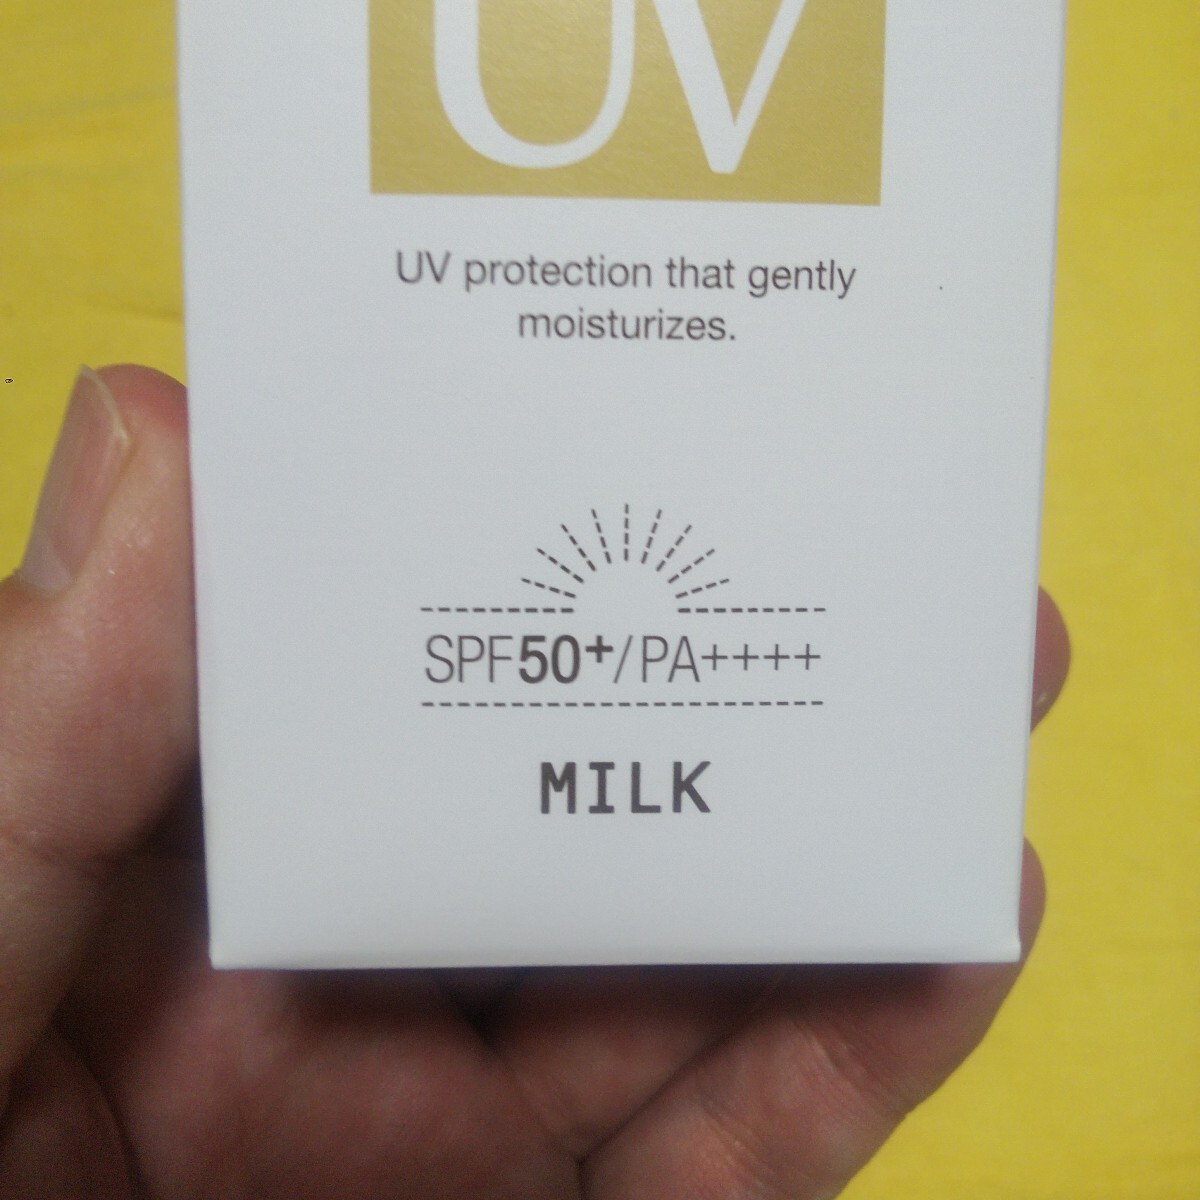 UV
UV protection that gently
moisturizes.
SPF50+/PA++++
MILK